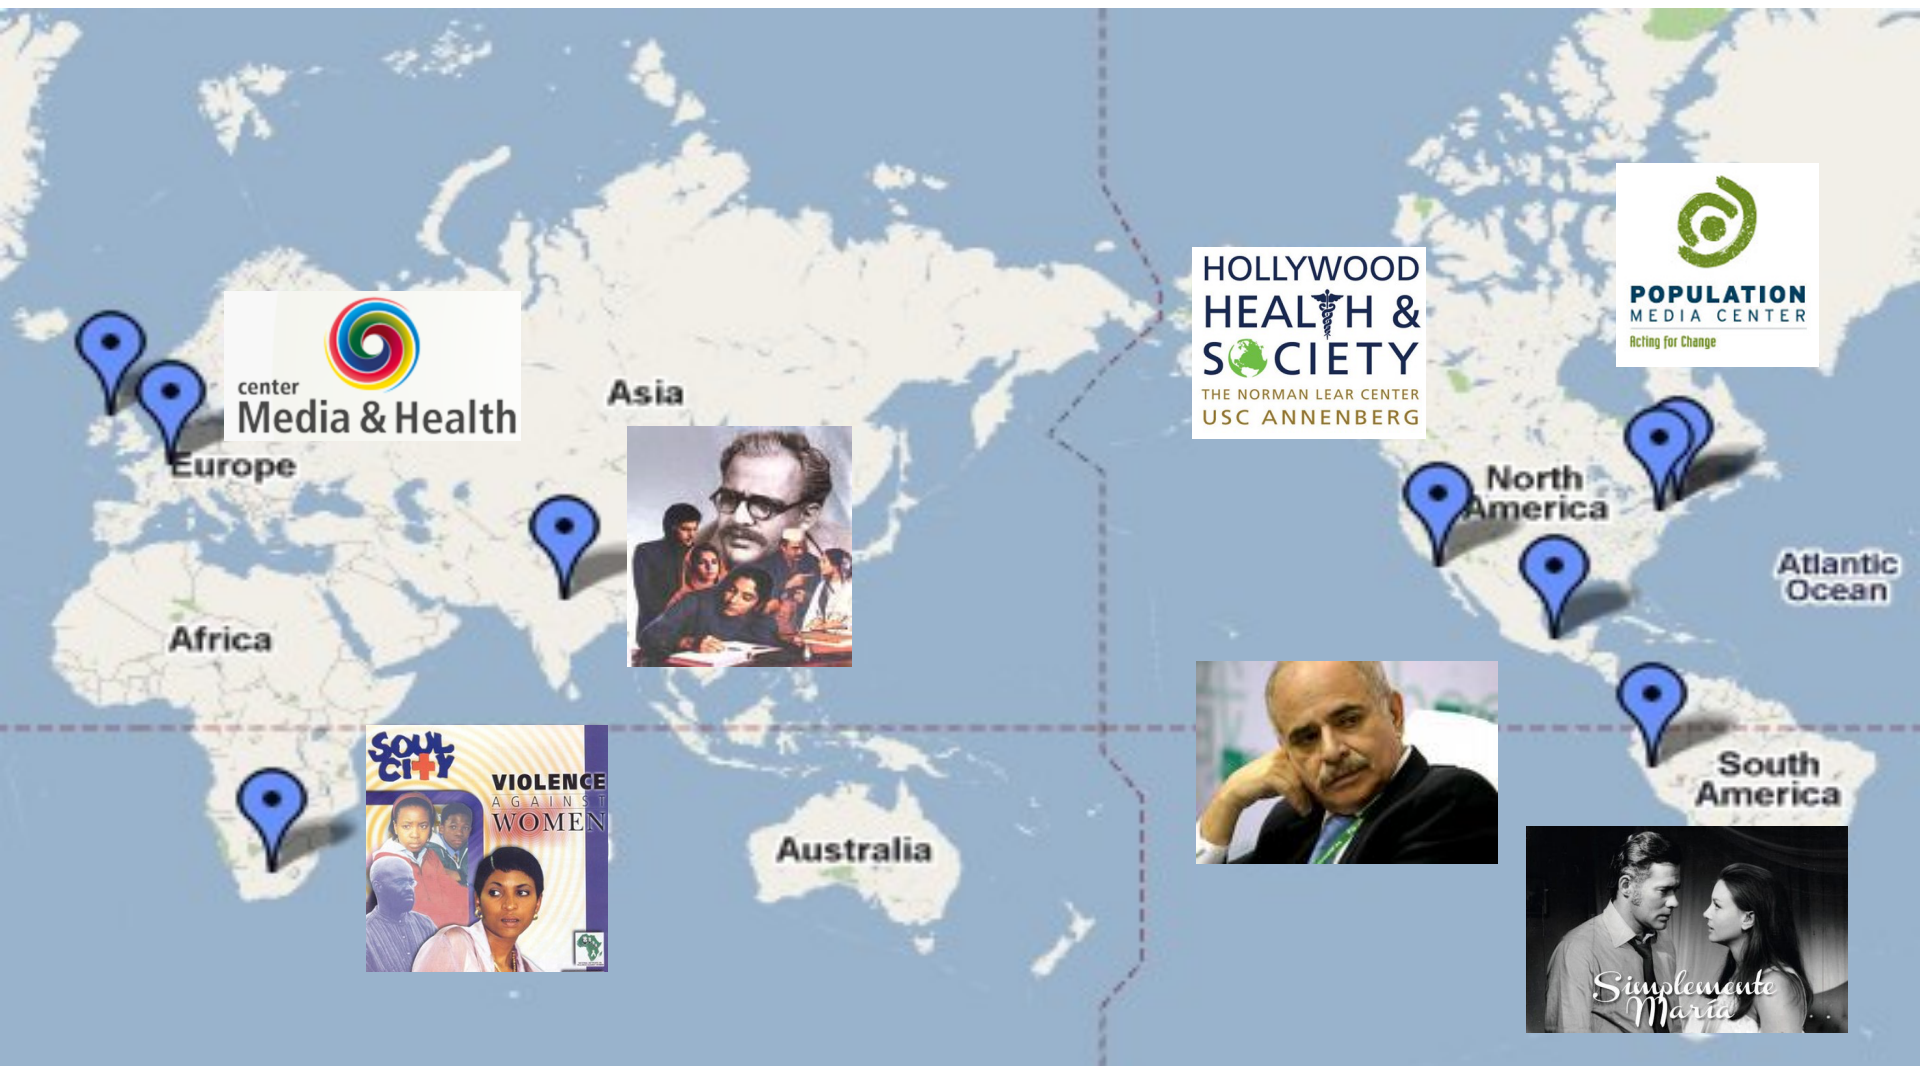 center
Media & Health
Europe
Asia
Africa
SOUL
CITY
VIOLENCE
AGAINST
WOMEN
Australia
HOLLYWOOD
HEALTH &
SOCIETY
THE NORMAN LEAR CENTER
USC ANNENBERG
POPULATION
MEDIA CENTER
Acting for Change
North
America
Atlantic
Ocean
South
America
Simplemente
María